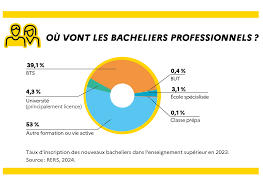 OÙ VONT LES BACHELIERS PROFESSIONNELS ?
39,1 %
BTS
4,3 %
Université
(principalement licence)
53 %
Autre formation ou vie active
0,4 %
BUT
3,1 %
École spécialisée
0,1 %
Classe prépa
Taux d'inscription des nouveaux bacheliers dans l'enseignement supérieur en 2023.
Source : RERS, 2024.